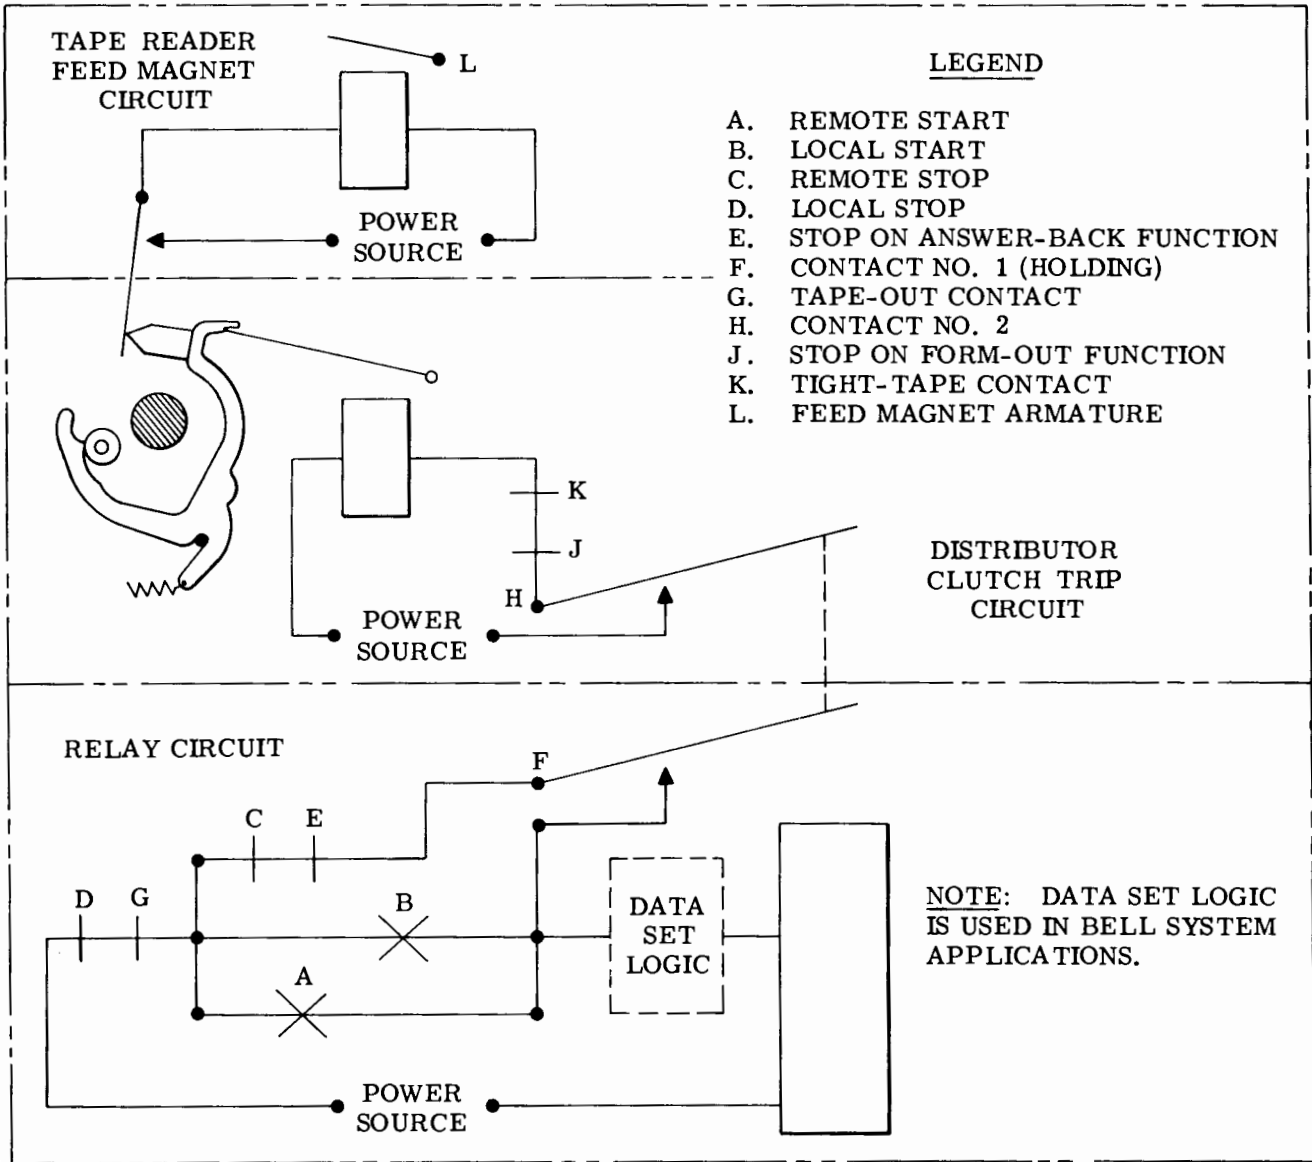 TAPE READER
FEED MAGNET
CIRCUIT
L
POWER
SOURCE
LEGEND
A. REMOTE START
B. LOCAL START
C. REMOTE STOP
D. LOCAL STOP
E. STOP ON ANSWER-BACK FUNCTION
F. CONTACT NO. 1 (HOLDING)
G. TAPE-OUT CONTACT
H. CONTACT NO. 2
J. STOP ON FORM-OUT FUNCTION
K. TIGHT-TAPE CONTACT
L. FEED MAGNET ARMATURE
K
J
H
POWER
SOURCE
DISTRIBUTOR
CLUTCH TRIP
CIRCUIT
RELAY CIRCUIT
F
C E
D G
B
A
DATA
SET
LOGIC
POWER
SOURCE
NOTE: DATA SET LOGIC
IS USED IN BELL SYSTEM
APPLICATIONS.